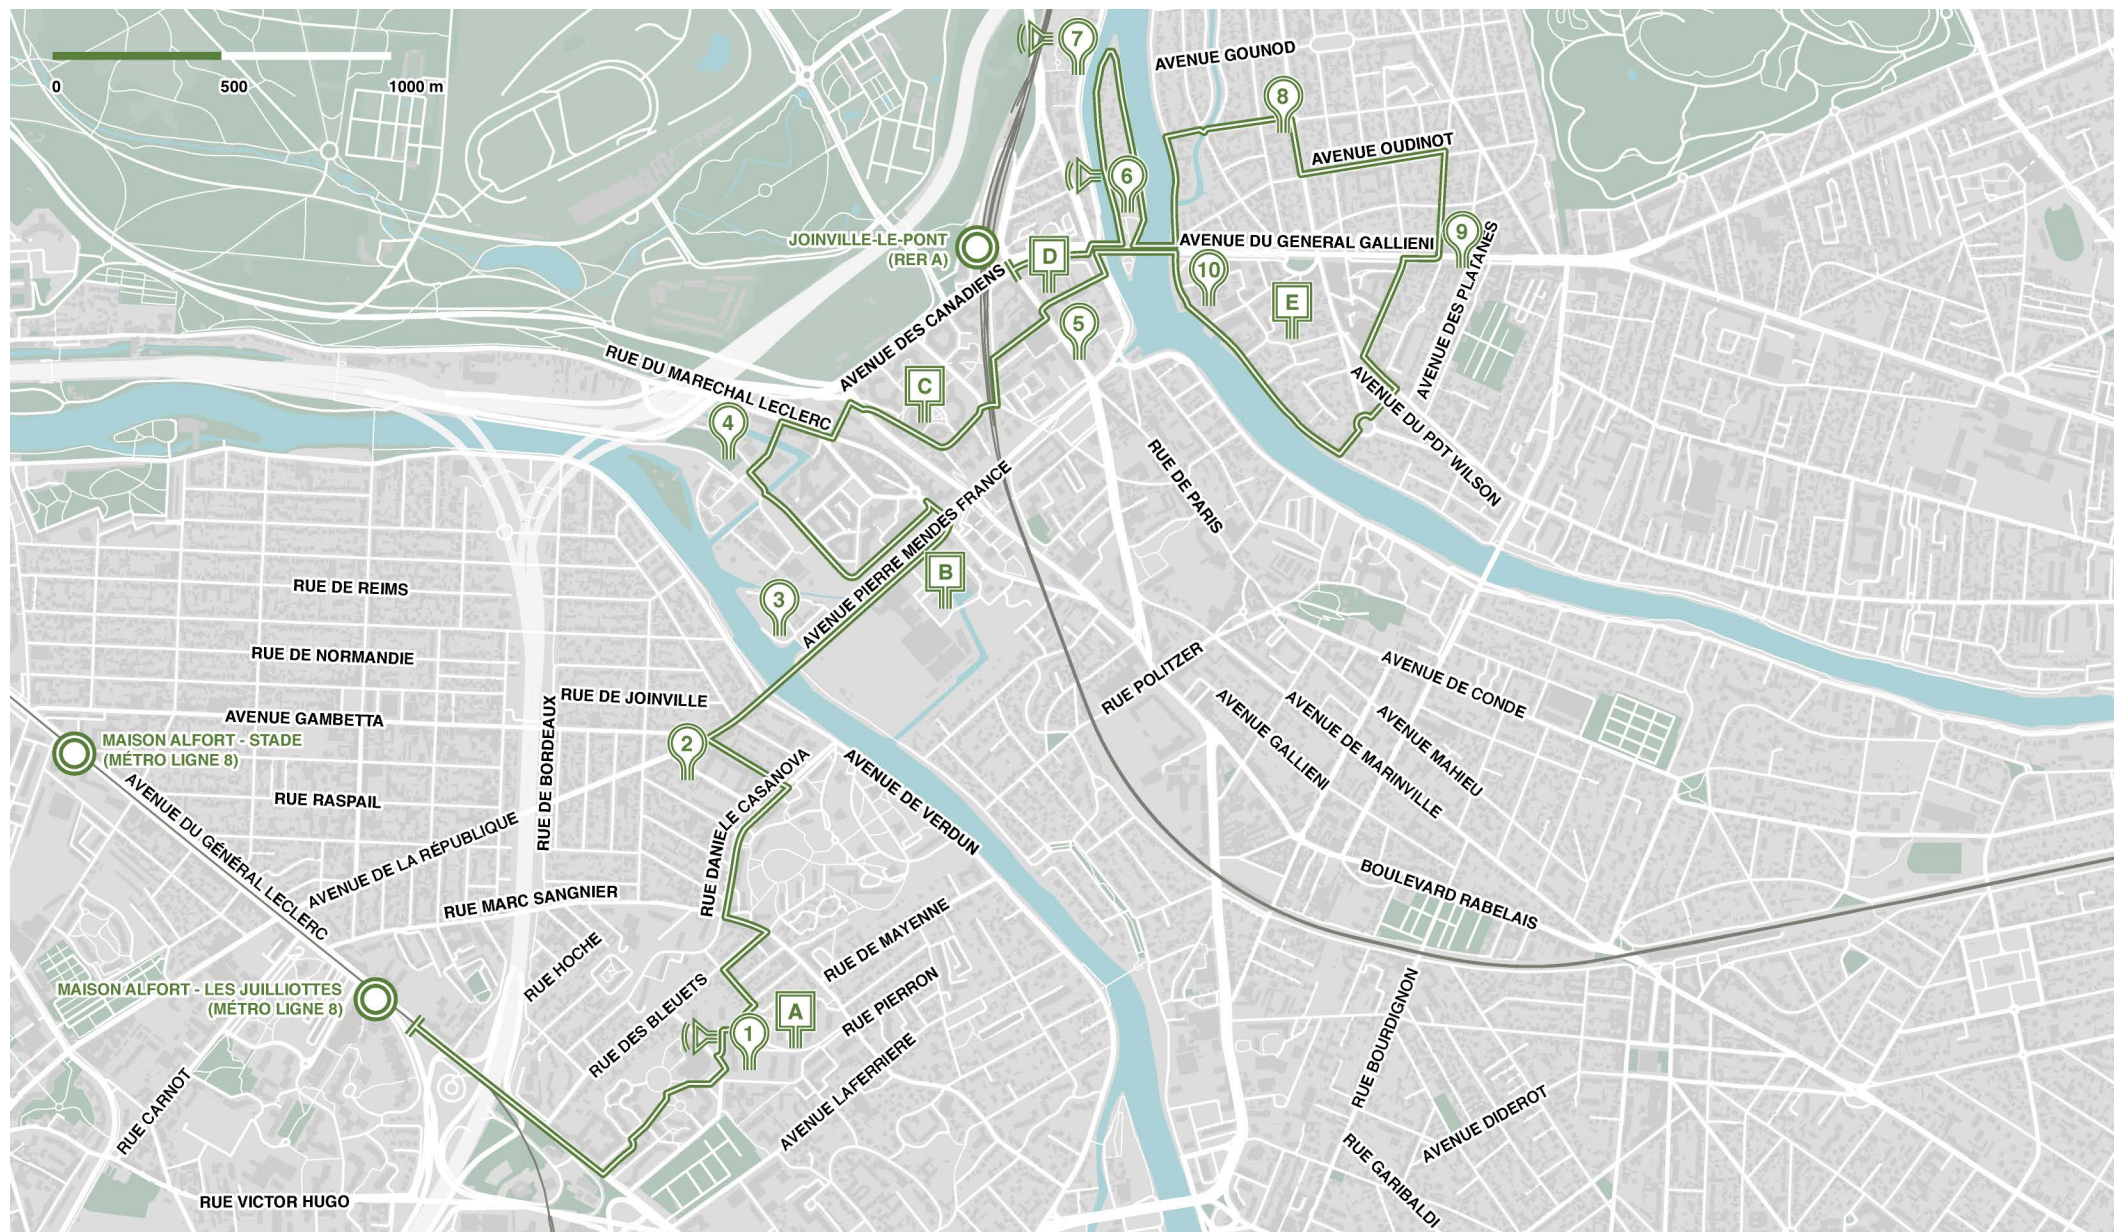 7
AVENUE GOUNOD
0 500 1000 m
8
AVENUE OUDINOT
6
JOINVILLE-LE-PONT
(RER A)
D
AVENUE DU GENERAL GALLIENI
9
10
E
AVENUE DES CANADIENS
AVENUE DES PLATANES
5
RUE DU MARECHAL LECLERC
C
4
AVENUE DU PDT WILSON
RUE DE PARIS
AVENUE PIERRE MENDES FRANCE
B
3
RUE DE REIMS
RUE DE NORMANDIE
RUE POLITZER
AVENUE DE CONDE
RUE DE JOINVILLE
AVENUE GAMBETTA
RUE DE BORDEAUX
2
MAISON ALFORT - STADE
(MÉTRO LIGNE 8)
AVENUE GALLIENI
AVENUE DE MARINVILLE
AVENUE MAHIEU
RUE RASPAIL
AVENUE DU GÉNÉRAL LECLERC
AVENUE DE LA RÉPUBLIQUE
RUE DANIELE CASANOVA
AVENUE DE VERDUN
RUE MARC SANGNIER
BOULEVARD RABELAIS
RUE HOCHE
RUE DE MAYENNE
MAISON ALFORT - LES JUILLIOTTES
(MÉTRO LIGNE 8)
RUE DES BLEUETS
A
1
RUE PIERRON
RUE BOURDIGNON
AVENUE LAFERRIERE
RUE CARNOT
AVENUE DIDEROT
RUE GARIBALDI
RUE VICTOR HUGO